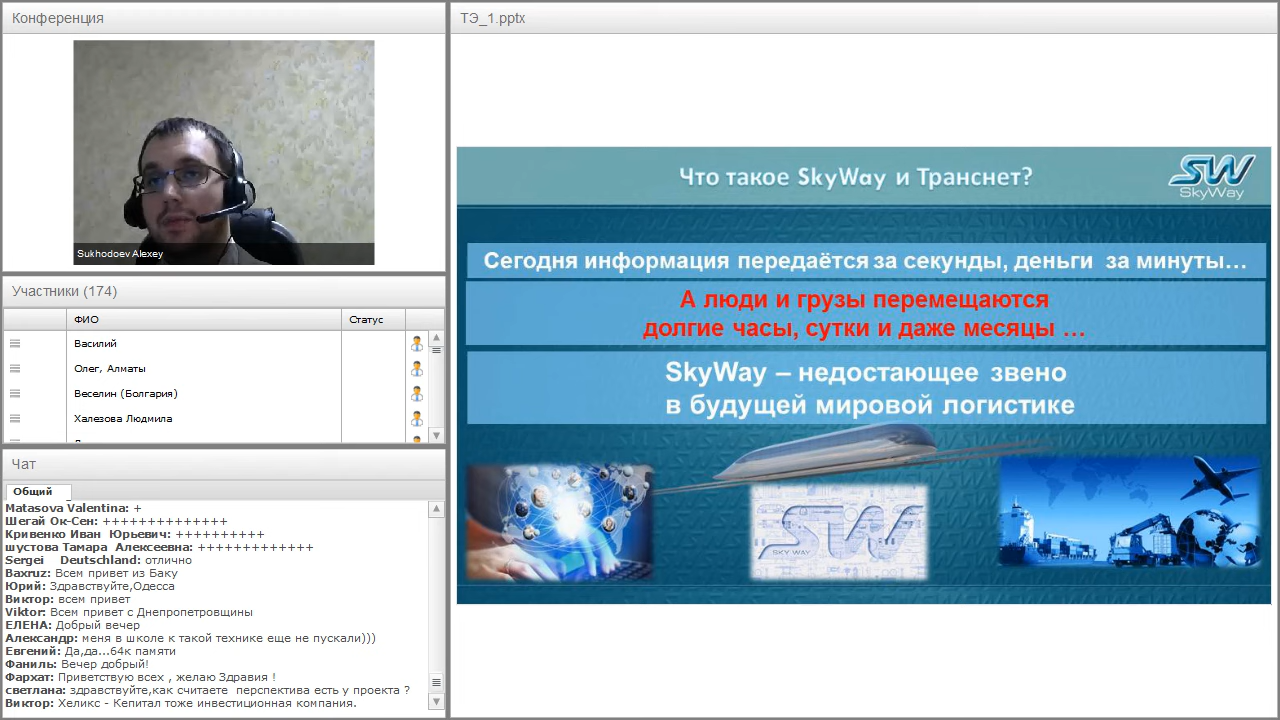 Конференция
Sukhodoev Alexey
Участники (174)
ФИО
Статус
Василий
Олег, Алматы
Веселин (Болгария)
Халезова Людмила
Чат
Общий
Matasova Valentina: +
Шегай Ок-Сен: ++++++++++++++
Кривенко Иван Юрьевич: ++++++++++
шустова Тамара Алексеевна: +++++++++++++
Sergei Deutschland: отлично
Baxruz: Всем привет из Баку
Юрий: Здравствуйте,Одесса
Виктор: всем привет
Viktor: Всем привет с Днепропетровщины
ЕЛЕНА: Добрый вечер
Александр: меня в школе к такой технике еще не пускали)))
Евгений: Да,да...64к памяти
Фаниль: Вечер добрый!
Фархат: Приветствую всех , желаю Здравия !
светлана: здравствуйте,как считаете перспектива есть у проекта ?
Виктор: Хеликс - Кепитал тоже инвестиционная компания.
ТЭ_1.pptx
Что такое SkyWay и Транснет?
SW
SkyWay
Сегодня информация передаётся за секунды, деньги за минуты...
А люди и грузы перемещаются
долгие часы, сутки и даже месяцы ...
SkyWay – недостающее звено
в будущей мировой логистике
SW
SKY WAY